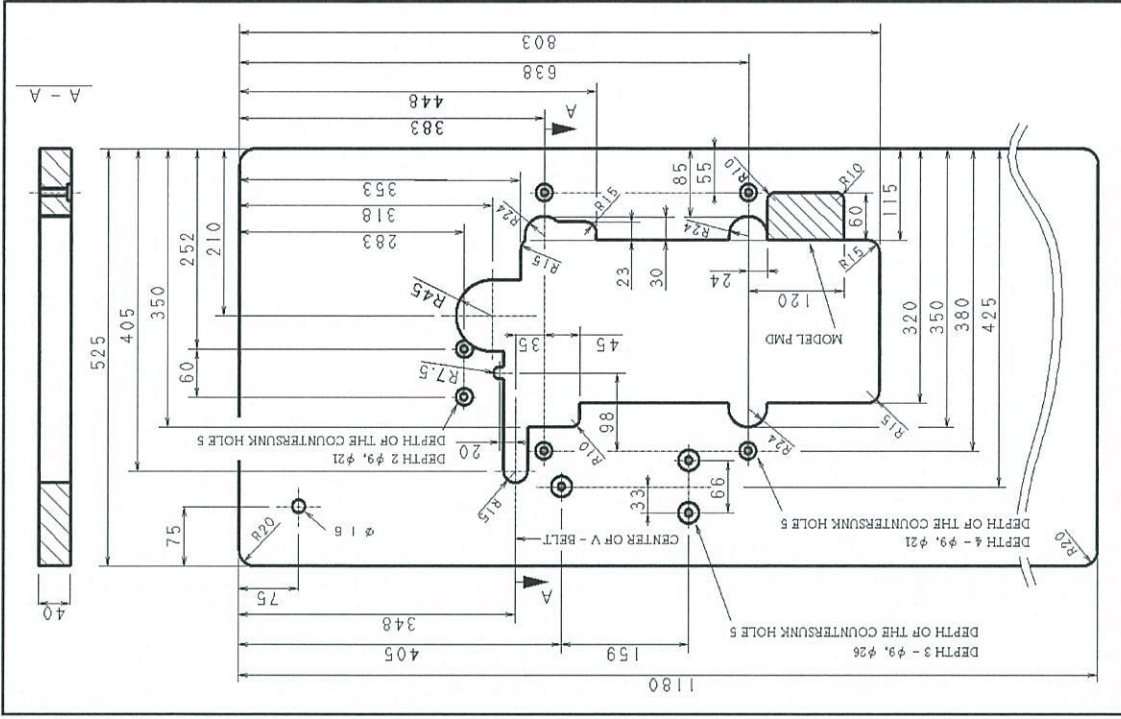 803
638
448
383
A
A - A
353
318
283
252
210
350
405
525
60
R24
R15
R15
23
30
85
55
R10
R10
60
115
R24
24
120
R15
MODEL PMD
R45
35
45
R7.5
98
20
DEPTH 2 φ9, φ21
DEPTH OF THE COUNTERSUNK HOLE 5
320
350
380
425
R15
R24
R10
R15
33
66
CENTER OF V - BELT
DEPTH 4 - φ9, φ21
DEPTH OF THE COUNTERSUNK HOLE 5
R20
φ16
R20
75
75
40
A
348
405
159
DEPTH 3 - φ9, φ26
DEPTH OF THE COUNTERSUNK HOLE 5
1180